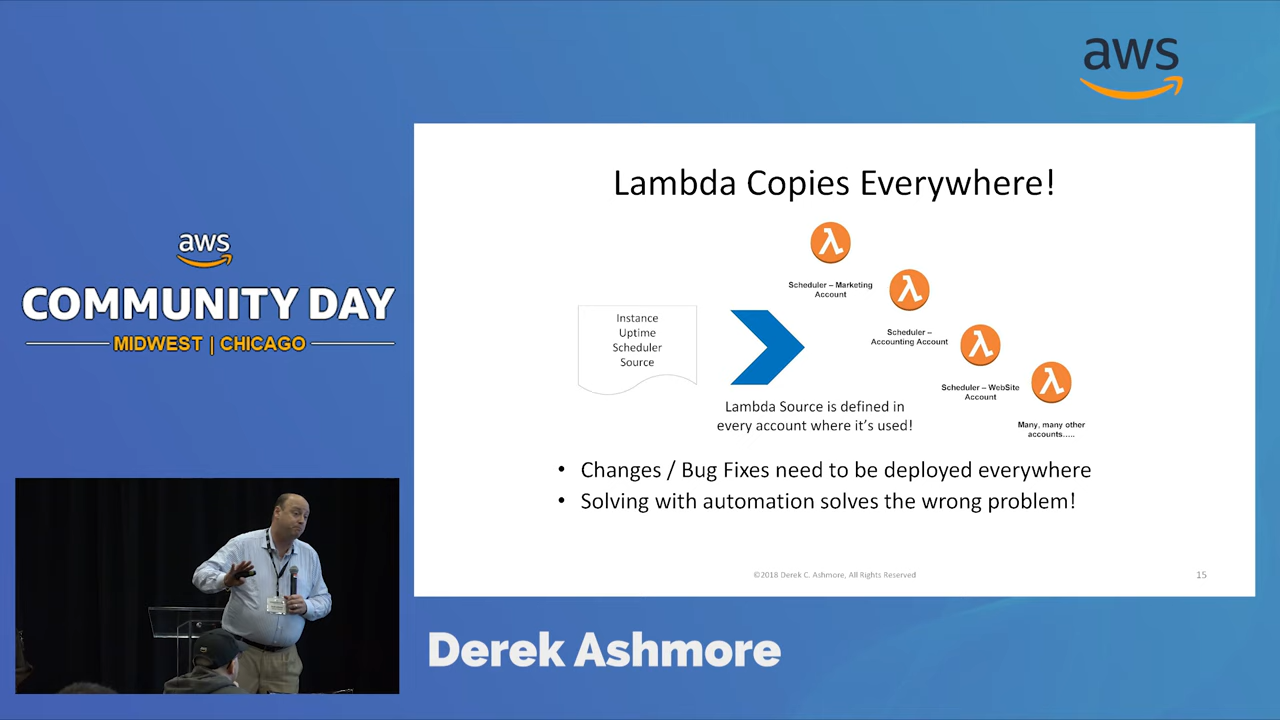 aws
aws
COMMUNITY DAY
MIDWEST | CHICAGO
Lambda Copies Everywhere!
Instance
Uptime
Scheduler
Source
Lambda Source is defined in
every account where it's used!
Scheduler – Marketing
Account
Scheduler –
Accounting Account
Scheduler – WebSite
Account
Many, many other
accounts.....
• Changes / Bug Fixes need to be deployed everywhere
• Solving with automation solves the wrong problem!
©2018 Derek C. Ashmore, All Rights Reserved
15
Derek Ashmore